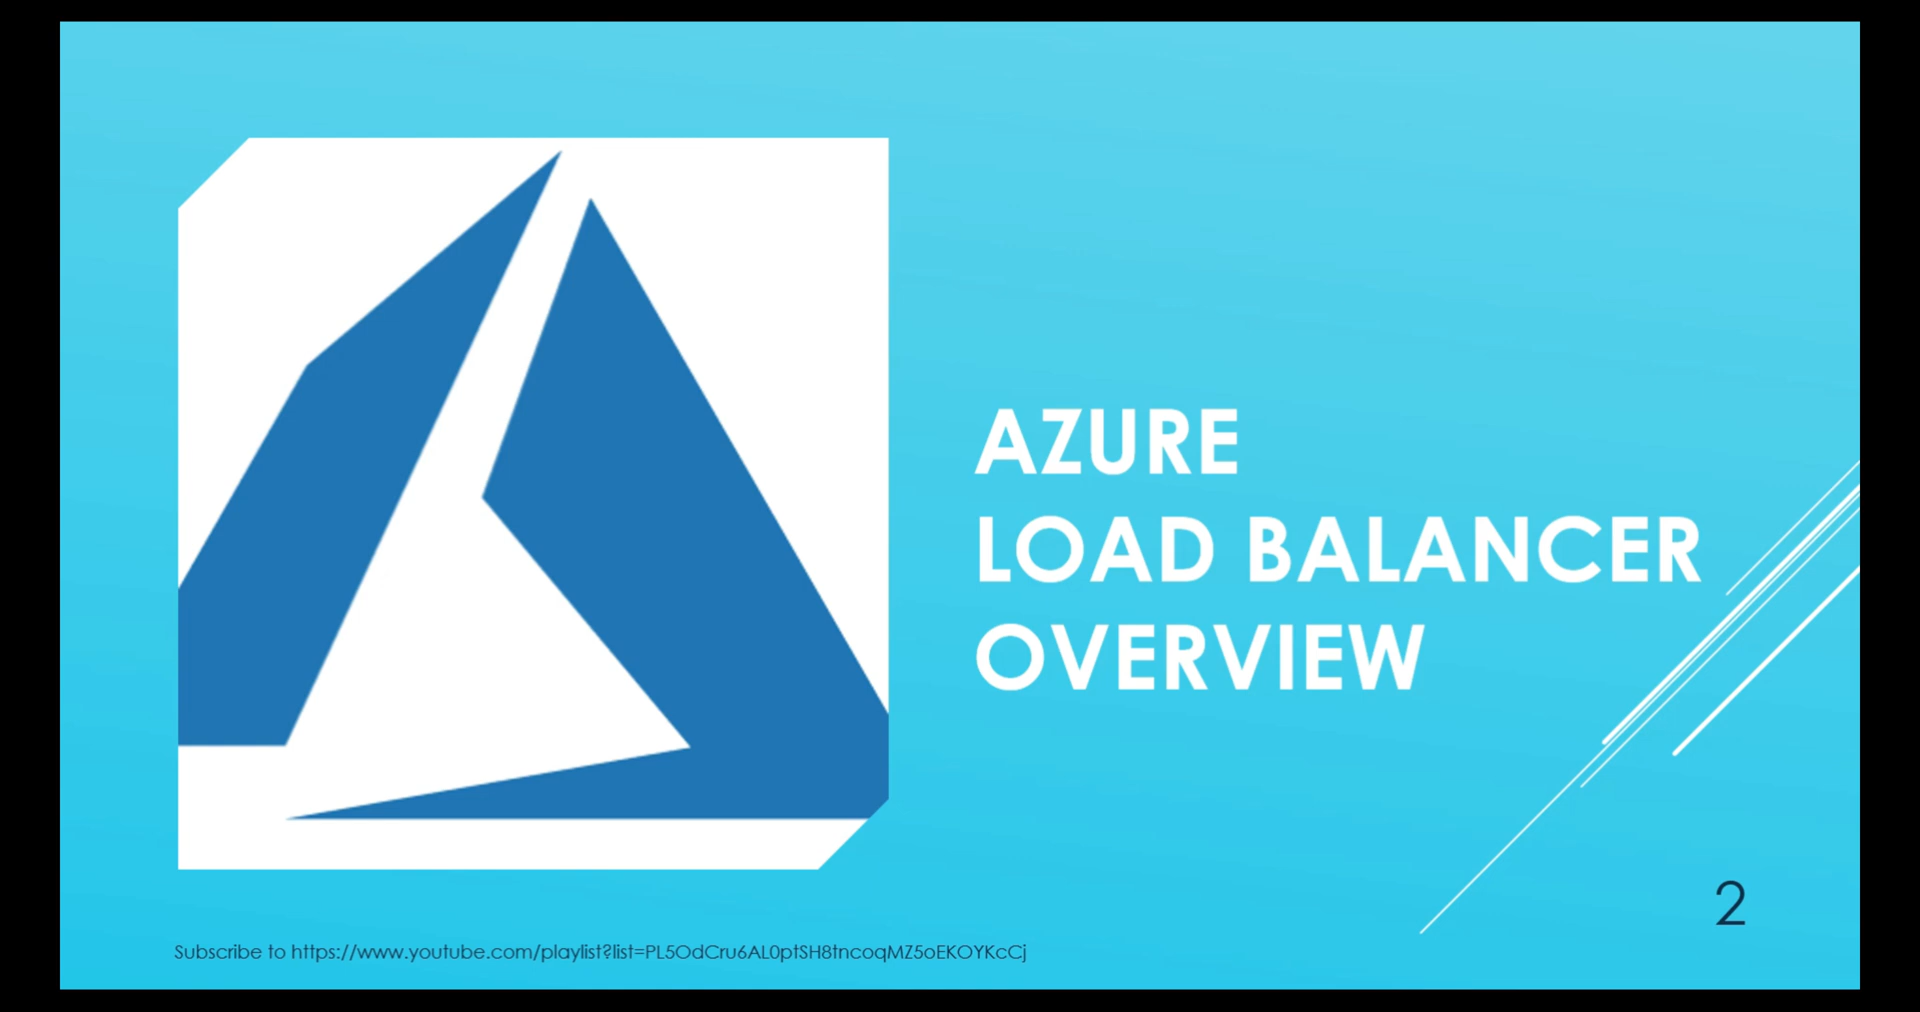 AZURE
LOAD BALANCER
OVERVIEW
2
Subscribe to https://www.youtube.com/playlist?list=PL5OdCru6AL0ptSH8tncoqMZ5oEKOYKcCj